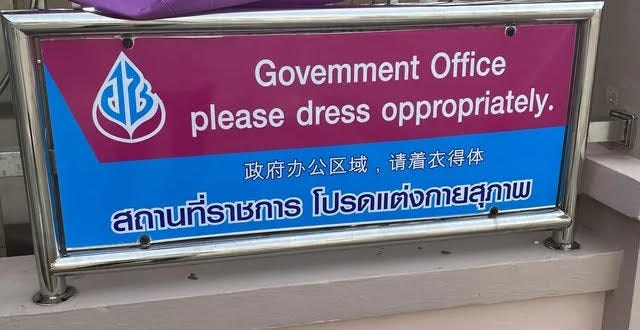 Govemment Office
please dress oppropriately.
政府办公区域，请着衣得体
สถานที่ราชการ โปรดแต่งกายสุภาพ